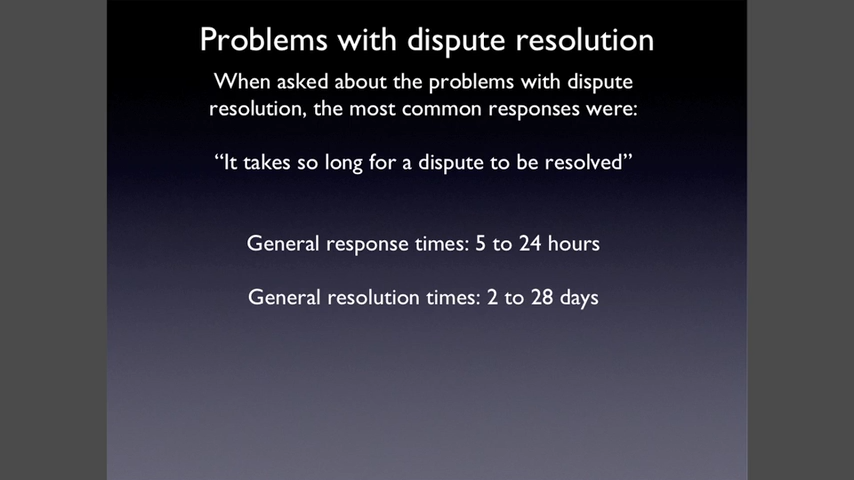 Problems with dispute resolution
When asked about the problems with dispute
resolution, the most common responses were:
“It takes so long for a dispute to be resolved”
General response times: 5 to 24 hours
General resolution times: 2 to 28 days